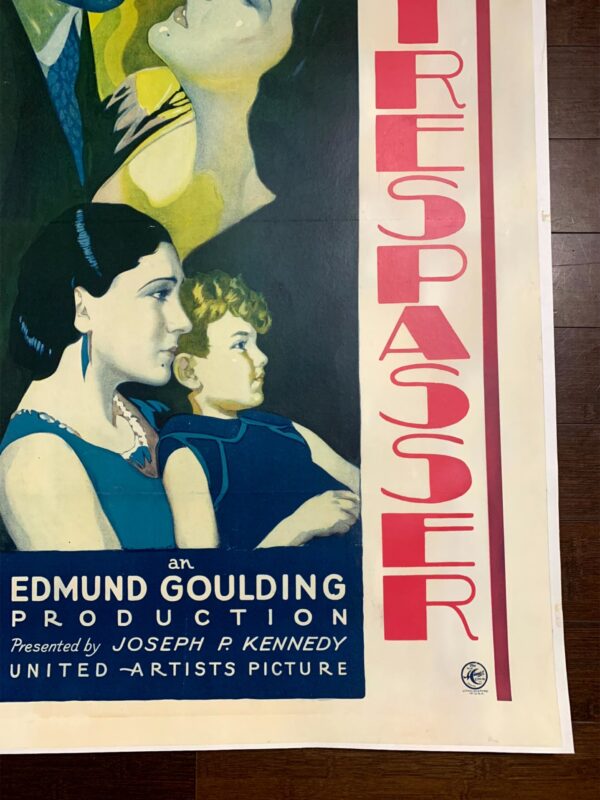 TRESPASSER
an
EDMUND GOULDING
PRODUCTION
Presented by JOSEPH P. KENNEDY
UNITED ARTISTS PICTURE